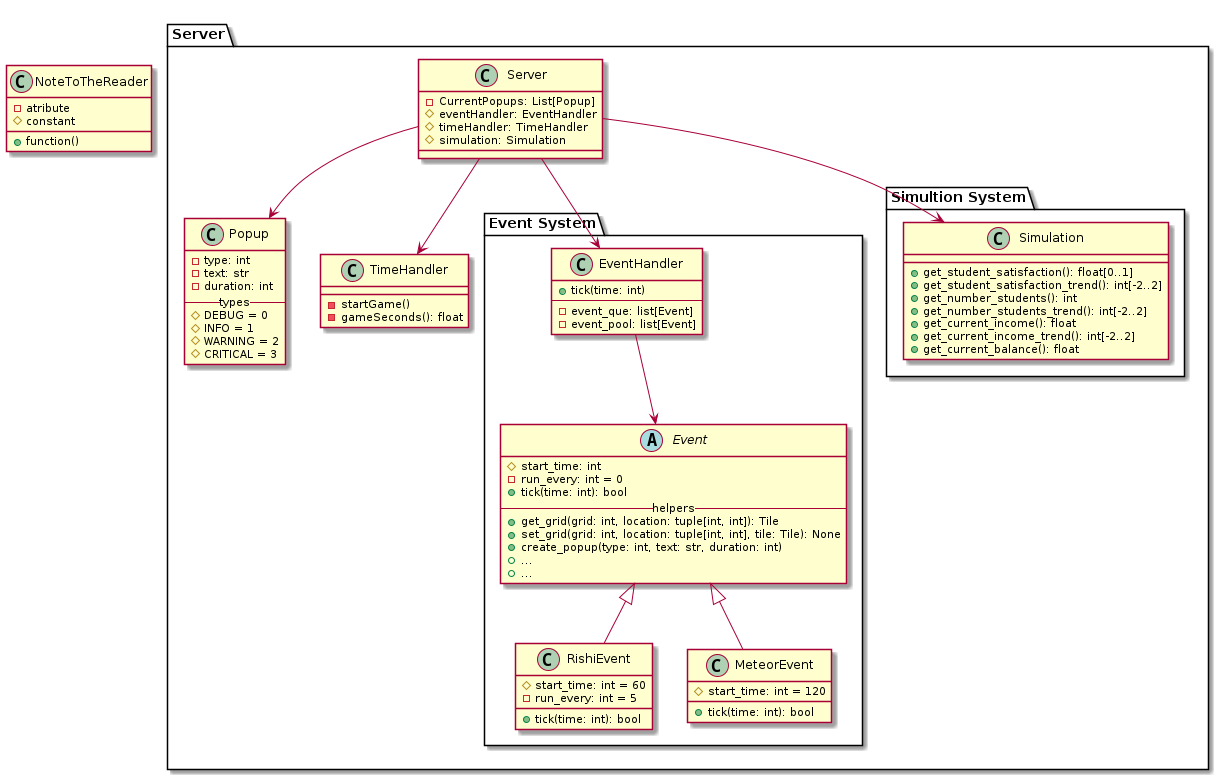 Server
C NoteToTheReader
atribute
constant
function()
C Server
CurrentPopups: List[Popup]
eventHandler: EventHandler
timeHandler: TimeHandler
simulation: Simulation
C Popup
type: int
text: str
duration: int
types
DEBUG = 0
INFO = 1
WARNING = 2
CRITICAL = 3
C TimeHandler
startGame()
gameSeconds(): float
Event System
C EventHandler
tick(time: int)
event_que: list[Event]
event_pool: list[Event]
Simultion System
C Simulation
get_student_satisfaction(): float[0..1]
get_student_satisfaction_trend(): int[-2..2]
get_number_students(): int
get_number_students_trend(): int[-2..2]
get_current_income(): float
get_current_income_trend(): int[-2..2]
get_current_balance(): float
A Event
start_time: int
run_every: int = 0
tick(time: int): bool
helpers
get_grid(grid: int, location: tuple[int, int]): Tile
set_grid(grid: int, location: tuple[int, int], tile: Tile): None
create_popup(type: int, text: str, duration: int)
...
...
C RishiEvent
start_time: int = 60
run_every: int = 5
tick(time: int): bool
C MeteorEvent
start_time: int = 120
tick(time: int): bool